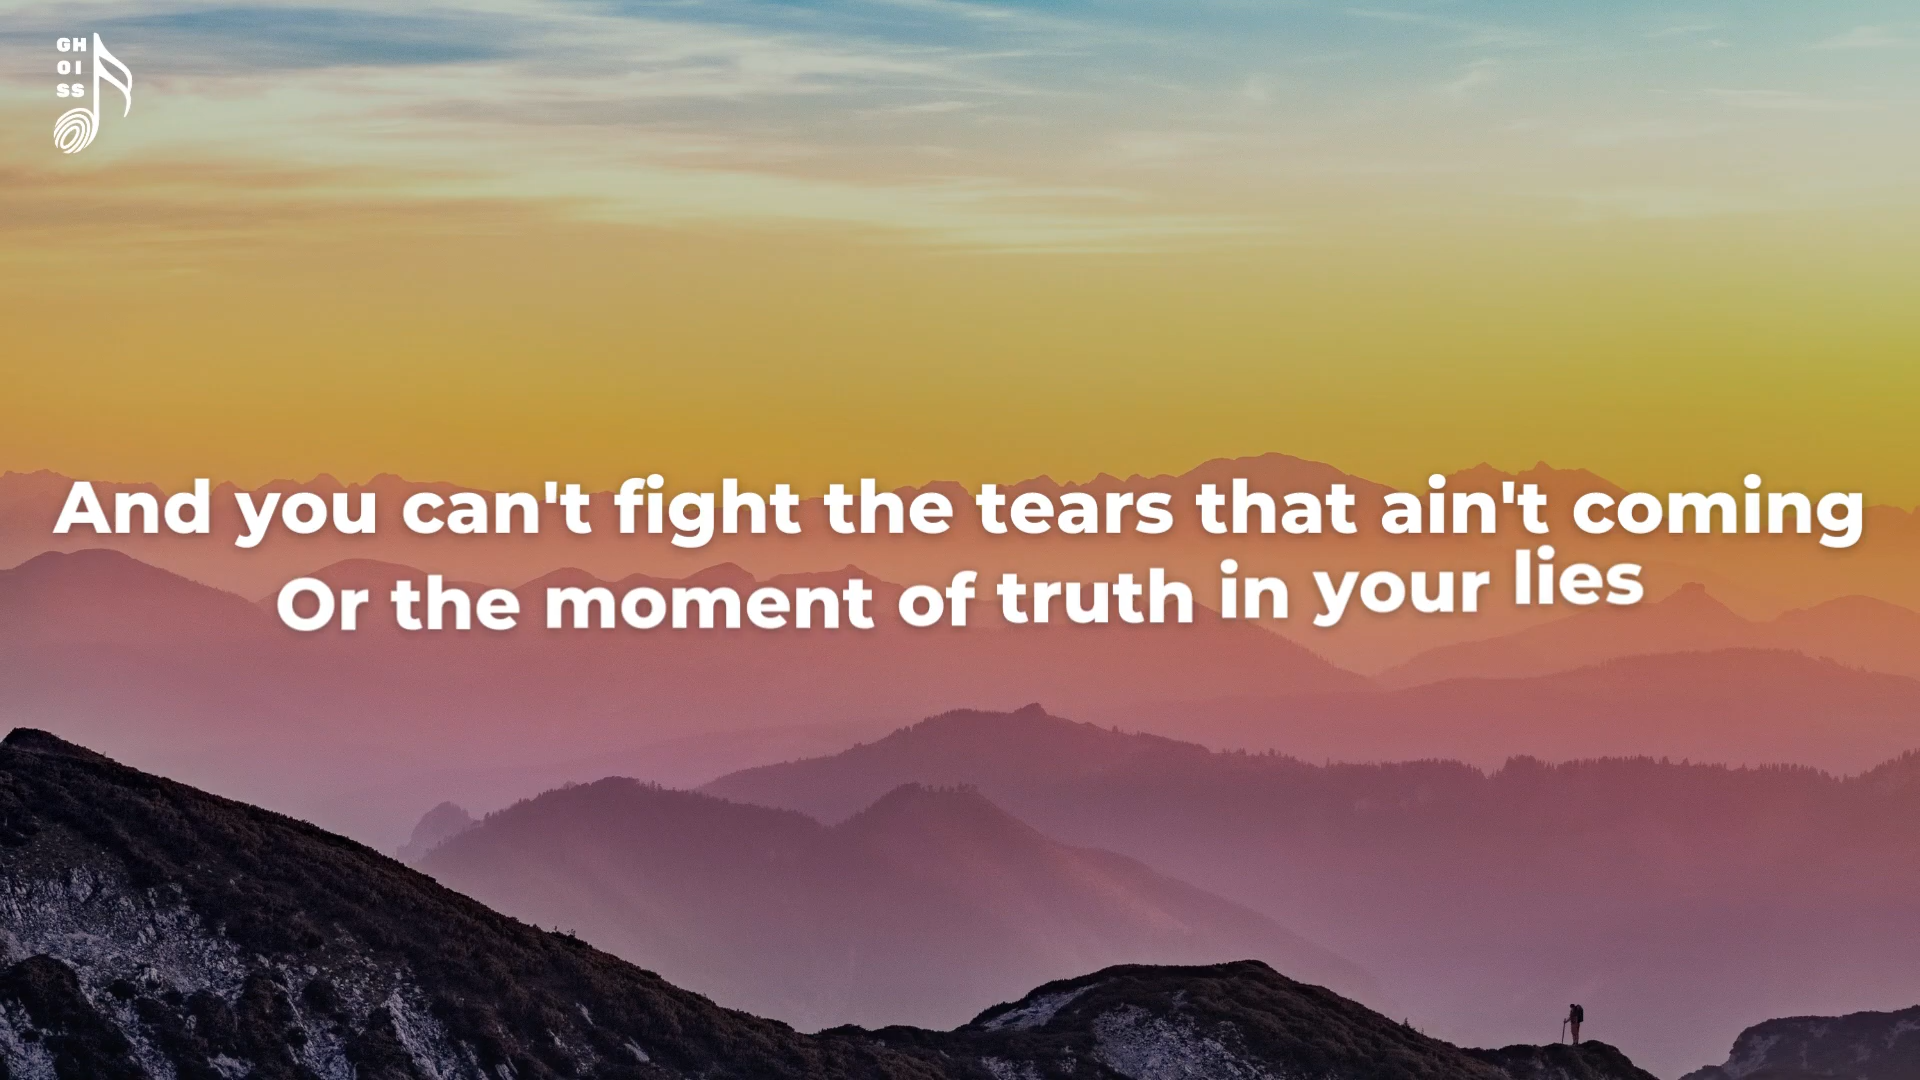 GH
OI
SS
And you can't fight the tears that ain't coming
Or the moment of truth in your lies